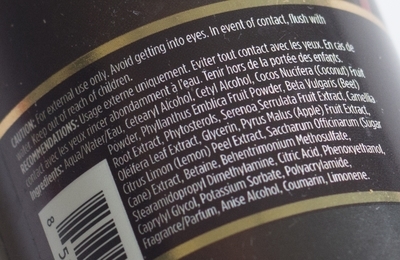 CAUTION: For external use only. Avoid getting into eyes. In event of contact, flush with
water. Keep out of reach of children.
RECOMMENDATIONS: Usage externe uniquement. Eviter tout contact avec les yeux. En cas de
contact avec les yeux rincer abondamment à l'eau. Tenir hors de la portée des enfants.
Ingredients: Aqua/Water/Eau, Cetearyl Alcohol, Cetyl Alcohol, Cocos Nucifera (Coconut) Fruit
Powder, Phyllanthus Emblica Fruit Powder, Beta Vulgaris (Beet)
Root Extract, Phytosterols, Serenoa Serrulata Fruit Extract, Camellia
Oleifera Leaf Extract, Glycerin, Pyrus Malus (Apple) Fruit Extract,
Citrus Limon (Lemon) Peel Extract, Saccharum Officinarum (Sugar
Cane) Extract, Betaine, Behentrimonium Methosulfate,
Stearamidopropyl Dimethylamine, Citric Acid, Phenoxyethanol,
Caprylyl Glycol, Potassium Sorbate, Polyacrylamide,
Fragrance/Parfum, Anise Alcohol, Coumarin, Limonene.
8 5